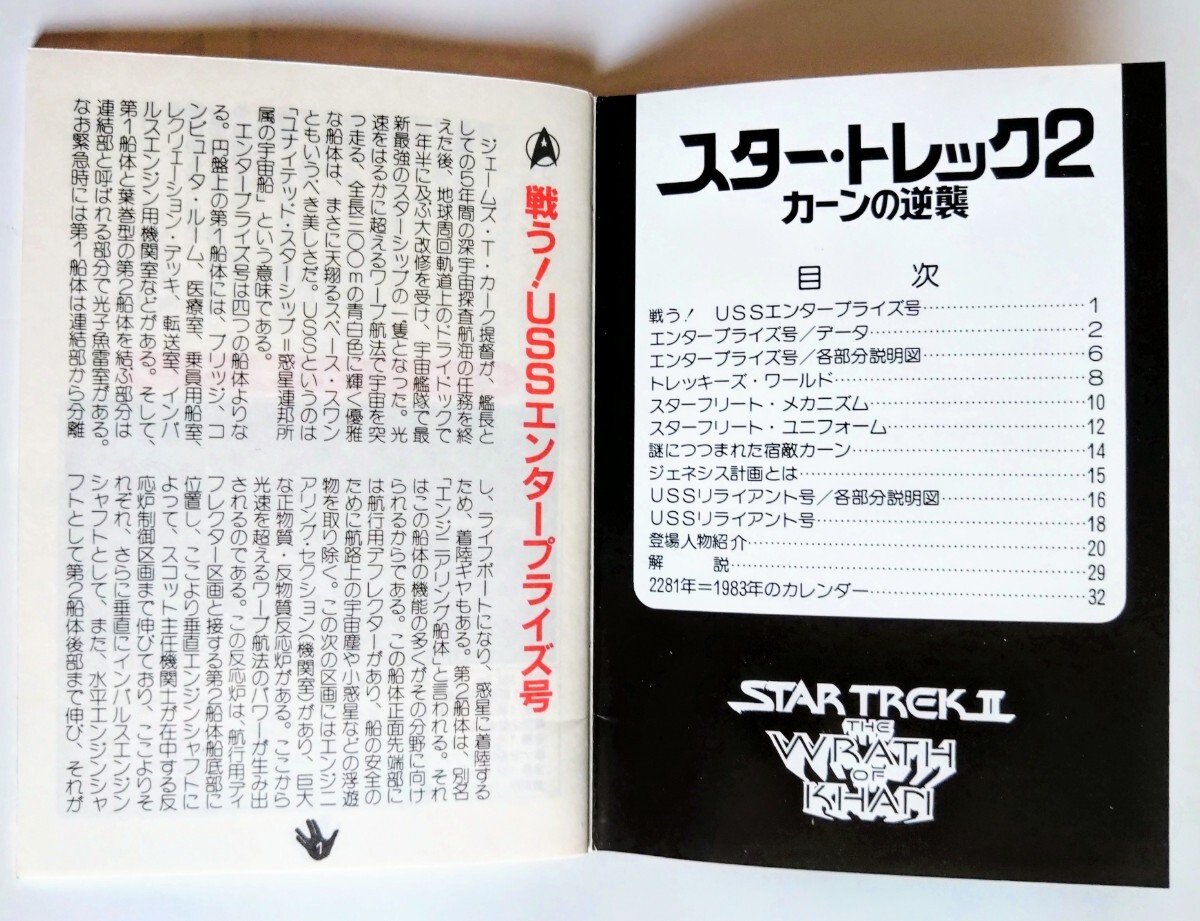 スター・トレック2
カーンの逆襲
目次
戦う! USSエンタープライズ号……1
エンタープライズ号／データ……2
エンタープライズ号／各部分説明図……6
トレッキーズ・ワールド……8
スターフリート・メカニズム……10
スターフリート・ユニフォーム……12
謎につつまれた宿敵カーン……14
ジェネシス計画とは……15
USSリライアント号／各部分説明図……16
USSリライアント号……18
登場人物紹介……20
解説……29
2281年＝1983年のカレンダー……32
STAR TREK II
THE
WRATH
OF
KHAN
戦う!USSエンタープライズ号
ジェームズ・T・カーク提督が、艦長と
しての5年間の深宇宙探査航海の任務を終
えた後、地球周回軌道上のドライドックで
一年半に及ぶ大改修を受け、宇宙艦隊で最
新最強のスターシップの一隻となった。光
速をはるかに超えるワープ航法で宇宙を突
つ走る、全長三〇〇mの青白色に輝く優雅
な船体は、まさに天翔るスペース・スワン
ともいうべき美しさだ。USSというのは
「ユナイテッド・スターシップ＝惑星連邦所
属の宇宙船」という意味である。
エンタープライズ号は四つの船体よりな
る。円盤上の第1船体には、ブリッジ、コ
ンピュータ・ルーム、医療室、乗員用船室、
レクリェーション・デッキ、転送室、インパ
ルスエンジン用機関室などがある。そして、
第1船体と葉巻型の第2船体を結ぶ部分は
連結部と呼ばれる部分で光子魚雷室がある。
なお緊急時には第1船体は連結部から分離
し、ライフボートになり、惑星に着陸する
ため、着陸ギヤもある。第2船体は、別名
「エンジニアリング船体」と言われる。それ
はこの船体の機能の多くがその分野に向け
られるからである。この船体正面先端部に
は航行用デフレクターがあり、船の安全の
ために航路上の宇宙塵や小惑星などの浮遊
物を取り除く。この次の区画にはエンジニ
アリング・セクション(機関室)があり、巨大
な正物質・反物質反応炉がある。ここから
光速を超えるワープ航法のパワーが生み出
されるのである。この反応炉は、航行用ディ
フレクター区画と接する第2船体船底部に
位置し、ここより垂直エンジンシャフトに
よって、スコット主任機関士が在中する反
応炉制御区画まで伸びており、ここよりそ
れぞれ、さらに垂直にインパルスエンジン
シャフトとして、また、水平エンジンシャ
フトとして第2船体後部まで伸び、それが
1